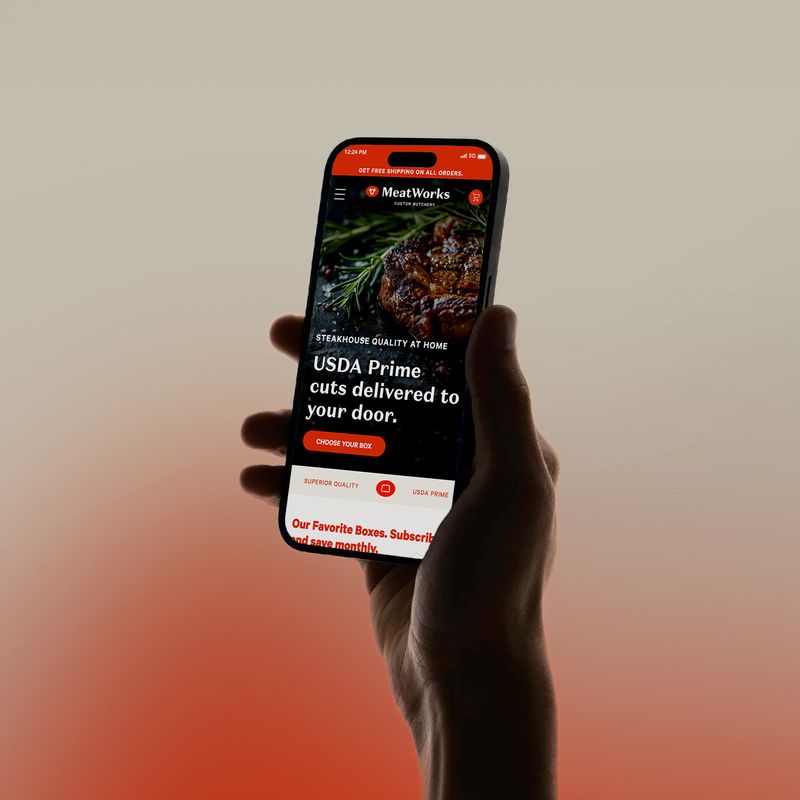 12:24 PM
5G
GET FREE SHIPPING ON ALL ORDERS.
MeatWorks
CUSTOM BUTCHERY
STEAKHOUSE QUALITY AT HOME
USDA Prime
cuts delivered to
your door.
CHOOSE YOUR BOX
SUPERIOR QUALITY
USDA PRIME
Our Favorite Boxes. Subscrib
and save monthly.